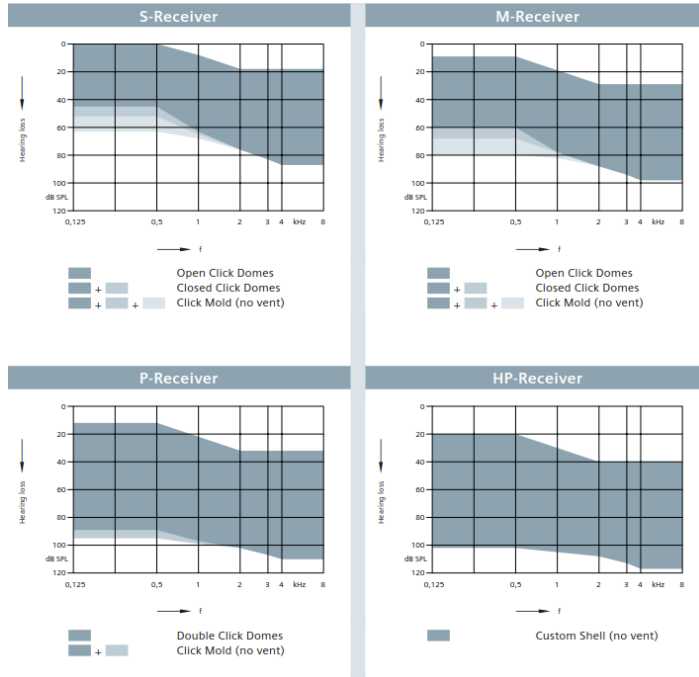 S-Receiver
0
20
40
60
80
100
dB SPL
120
Hearing loss
0,125 0,5 1 2 3 4 kHz 8
f
Open Click Domes
+ Closed Click Domes
+ + Click Mold (no vent)
M-Receiver
0
20
40
60
80
100
dB SPL
120
Hearing loss
0,125 0,5 1 2 3 4 kHz 8
f
Open Click Domes
+ Closed Click Domes
+ + Click Mold (no vent)
P-Receiver
0
20
40
60
80
100
dB SPL
120
Hearing loss
0,125 0,5 1 2 3 4 kHz 8
f
Double Click Domes
+ Click Mold (no vent)
HP-Receiver
0
20
40
60
80
100
dB SPL
120
Hearing loss
0,125 0,5 1 2 3 4 kHz 8
f
Custom Shell (no vent)